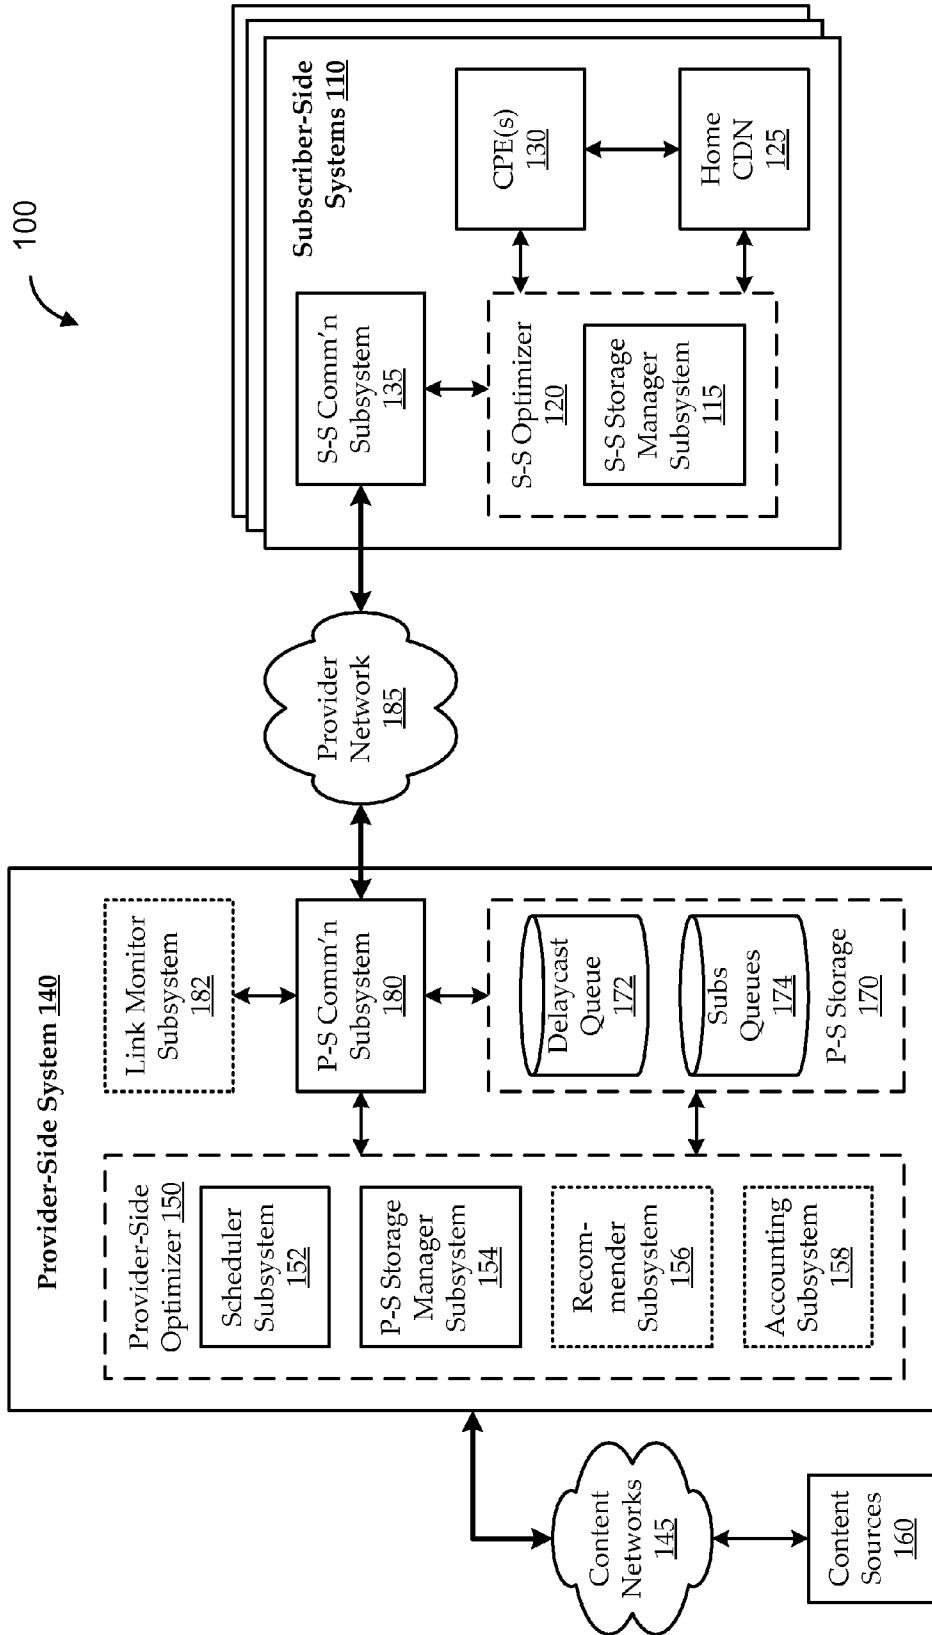 100
Provider-Side System 140
Provider-Side
Optimizer 150
Scheduler
Subsystem
152
P-S Storage
Manager
Subsystem
154
Recom-
mender
Subsystem
156
Accounting
Subsystem
158
Link Monitor
Subsystem
182
P-S Comm'n
Subsystem
180
Delaycast
Queue
172
Subs
Queues
174
P-S Storage
170
Content
Networks
145
Content
Sources
160
Provider
Network
185
Subscriber-Side
Systems 110
S-S Comm'n
Subsystem
135
S-S Optimizer
120
S-S Storage
Manager
Subsystem
115
CPE(s)
130
Home
CDN
125